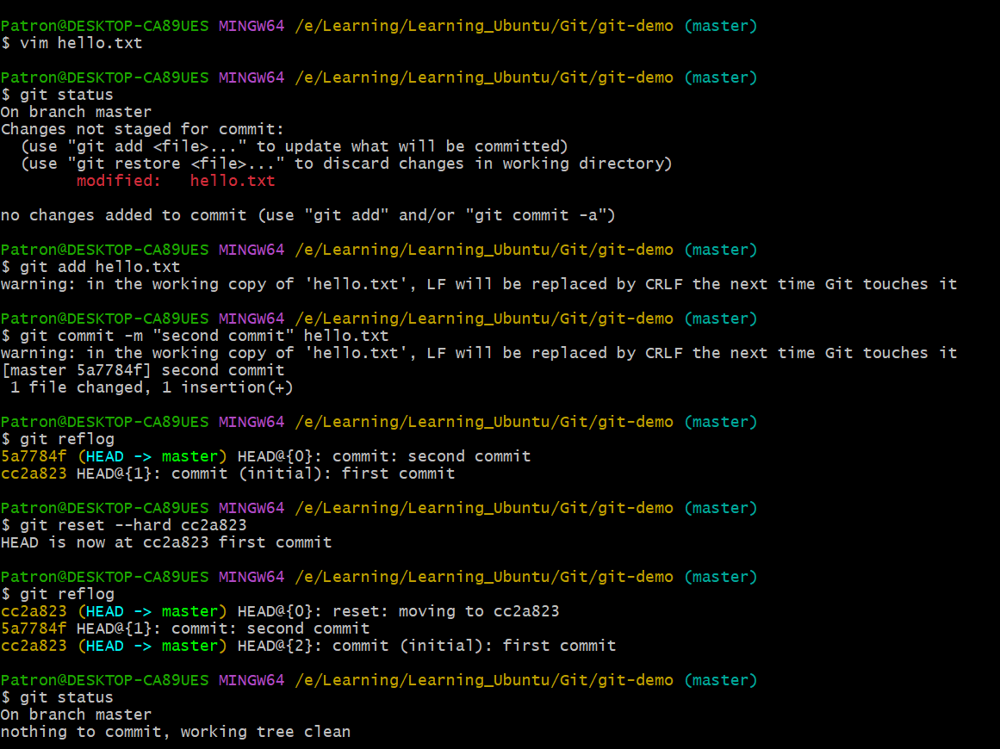 Patron@DESKTOP-CA89UES MINGW64 /e/Learning/Learning_Ubuntu/Git/git-demo (master)
$ vim hello.txt
Patron@DESKTOP-CA89UES MINGW64 /e/Learning/Learning_Ubuntu/Git/git-demo (master)
$ git status
On branch master
Changes not staged for commit:
  (use "git add <file>..." to update what will be committed)
  (use "git restore <file>..." to discard changes in working directory)
        modified:   hello.txt
no changes added to commit (use "git add" and/or "git commit -a")
Patron@DESKTOP-CA89UES MINGW64 /e/Learning/Learning_Ubuntu/Git/git-demo (master)
$ git add hello.txt
warning: in the working copy of 'hello.txt', LF will be replaced by CRLF the next time Git touches it
Patron@DESKTOP-CA89UES MINGW64 /e/Learning/Learning_Ubuntu/Git/git-demo (master)
$ git commit -m "second commit" hello.txt
warning: in the working copy of 'hello.txt', LF will be replaced by CRLF the next time Git touches it
[master 5a7784f] second commit
 1 file changed, 1 insertion(+)
Patron@DESKTOP-CA89UES MINGW64 /e/Learning/Learning_Ubuntu/Git/git-demo (master)
$ git reflog
5a7784f (HEAD -> master) HEAD@{0}: commit: second commit
cc2a823 HEAD@{1}: commit (initial): first commit
Patron@DESKTOP-CA89UES MINGW64 /e/Learning/Learning_Ubuntu/Git/git-demo (master)
$ git reset --hard cc2a823
HEAD is now at cc2a823 first commit
Patron@DESKTOP-CA89UES MINGW64 /e/Learning/Learning_Ubuntu/Git/git-demo (master)
$ git reflog
cc2a823 (HEAD -> master) HEAD@{0}: reset: moving to cc2a823
5a7784f HEAD@{1}: commit: second commit
cc2a823 (HEAD -> master) HEAD@{2}: commit (initial): first commit
Patron@DESKTOP-CA89UES MINGW64 /e/Learning/Learning_Ubuntu/Git/git-demo (master)
$ git status
On branch master
nothing to commit, working tree clean